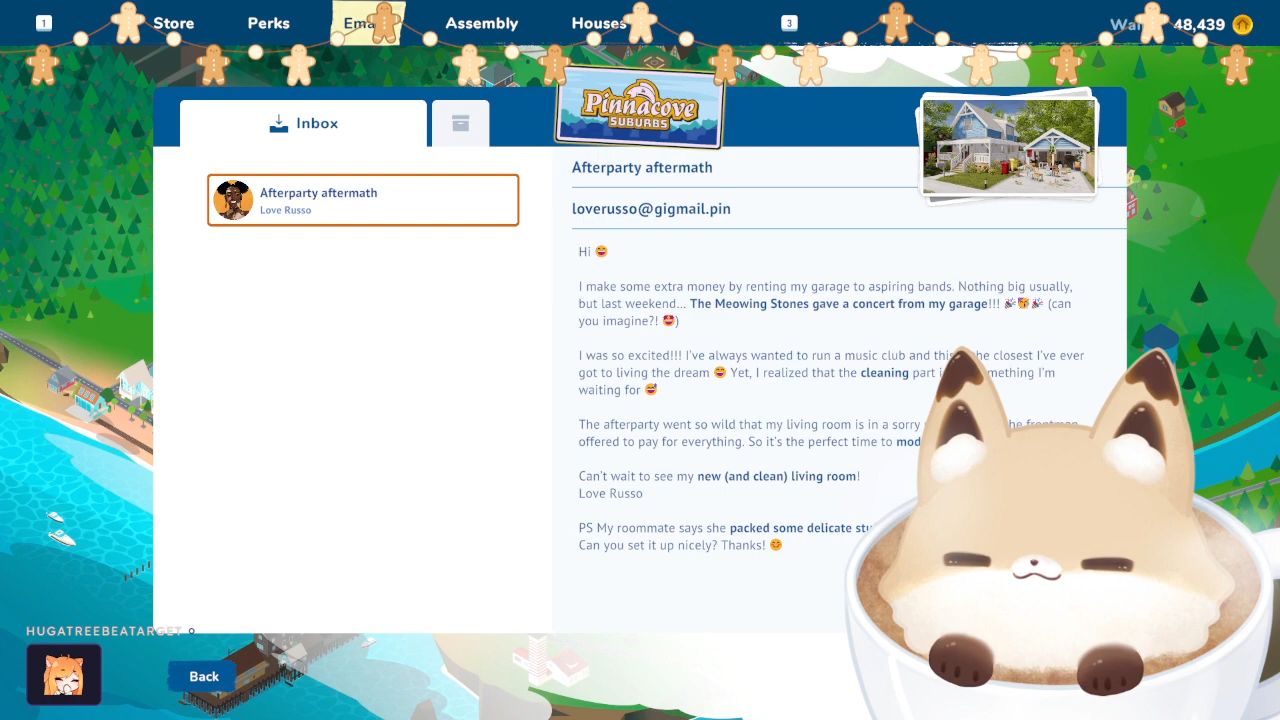 1 Store Perks Assembly Houses 3 48,439
Pinnacove
SUBURBS
Inbox
Afterparty aftermath
Love Russo
Afterparty aftermath
loverusso@gigmail.pin
Hi
I make some extra money by renting my garage to aspiring bands. Nothing big usually,
but last weekend... The Meowing Stones gave a concert from my garage!!! (can
you imagine?! )
I was so excited!!! I've always wanted to run a music club and this closest I've ever
got to living the dream Yet, I realized that the cleaning part I'm
waiting for
The afterparty went so wild that my living room is in a sorry frontman
offered to pay for everything. So it's the perfect time to
Can't wait to see my new (and clean) living room!
Love Russo
PS My roommate says she packed some delicate
Can you set it up nicely? Thanks!
HUGATREEBEATARGET
Back